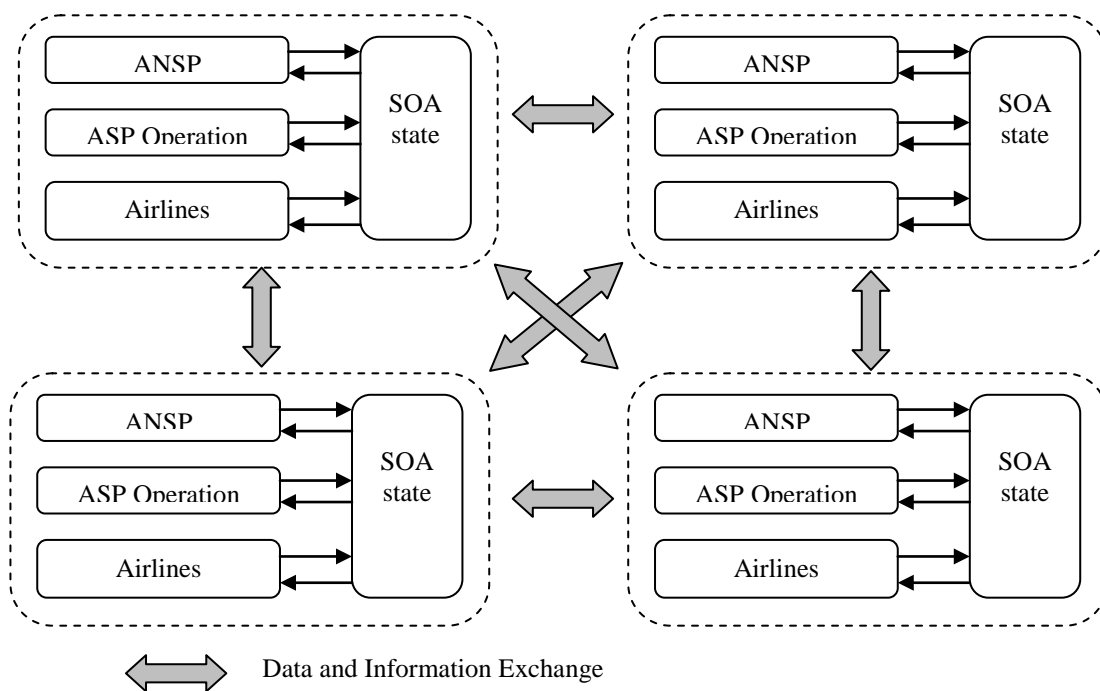 ANSP
SOA
state
ASP Operation
Airlines
ANSP
SOA
state
ASP Operation
Airlines
ANSP
SOA
state
ASP Operation
Airlines
ANSP
SOA
state
ASP Operation
Airlines
Data and Information Exchange